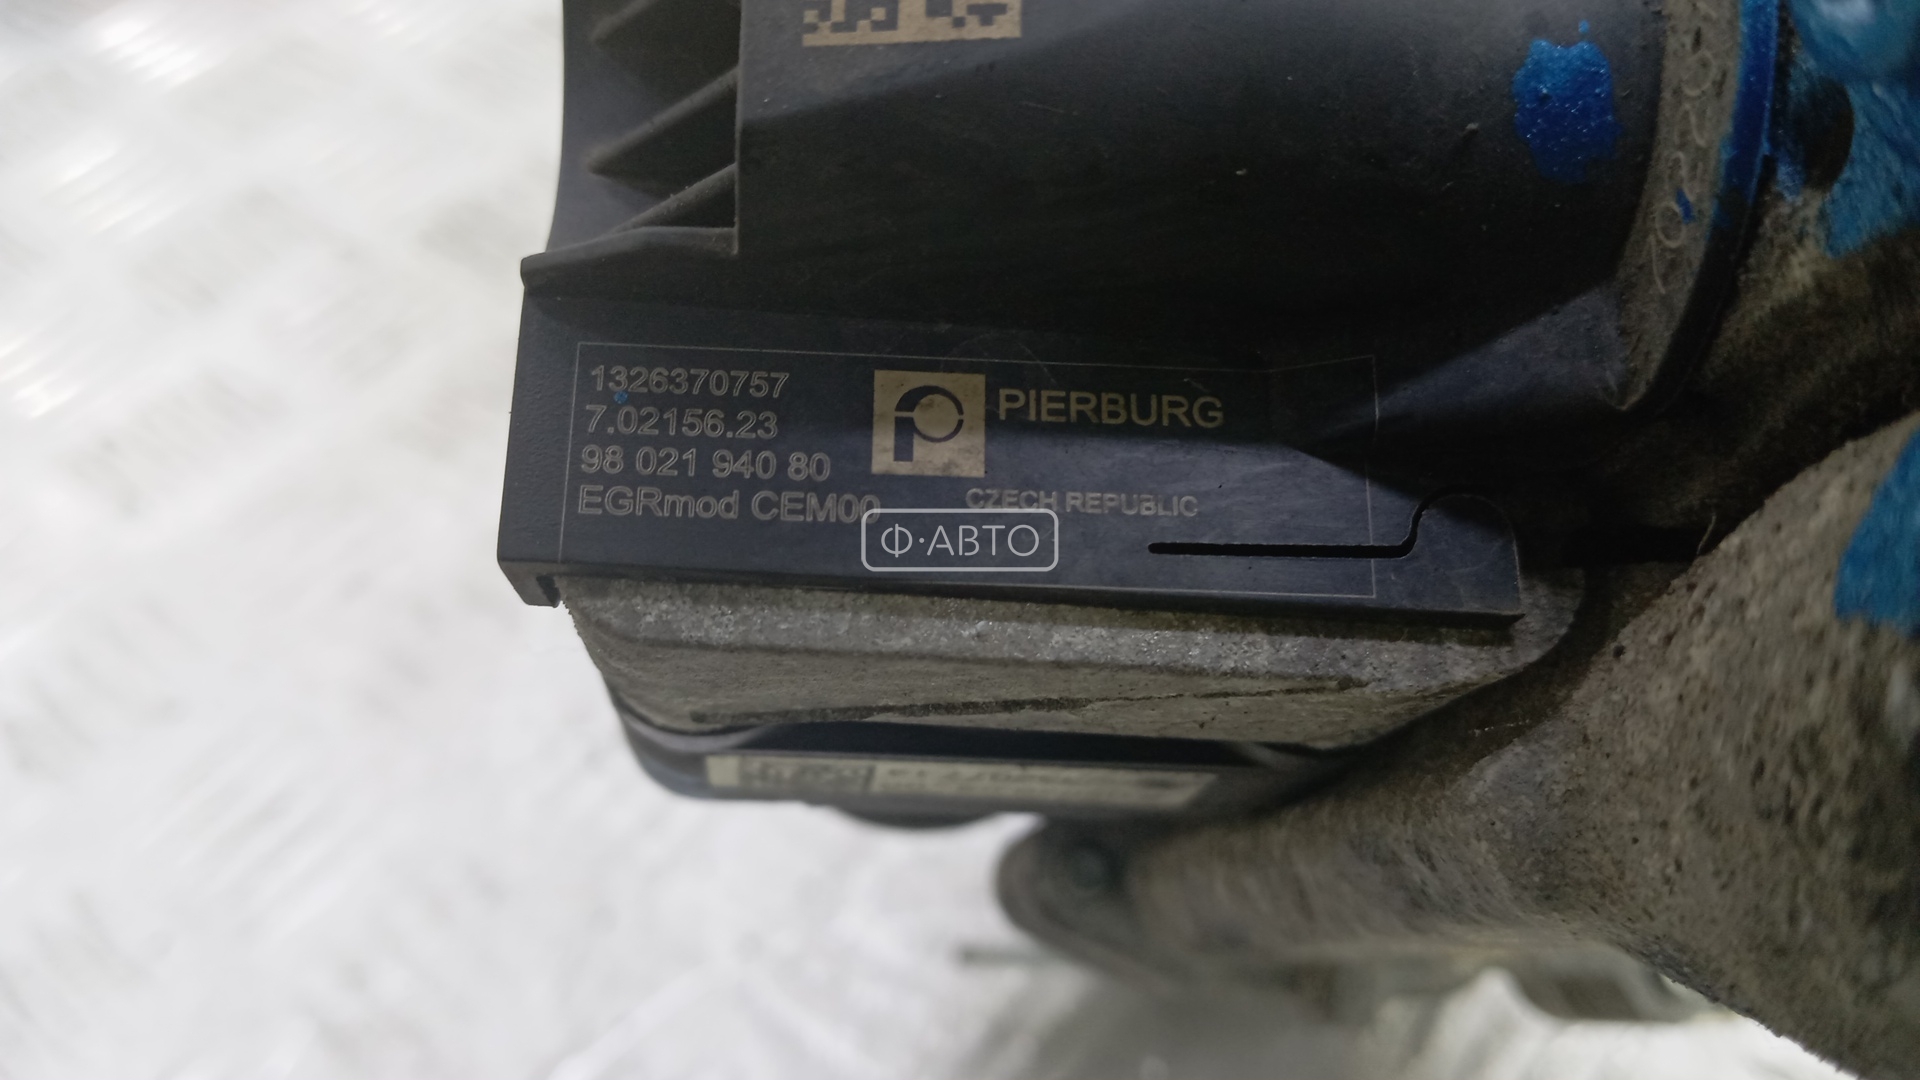 1326370757
7.02156.23
98 021 940 80
EGRmod CEM00
PIERBURG
CZECH REPUBLIC
Ф·АВТО